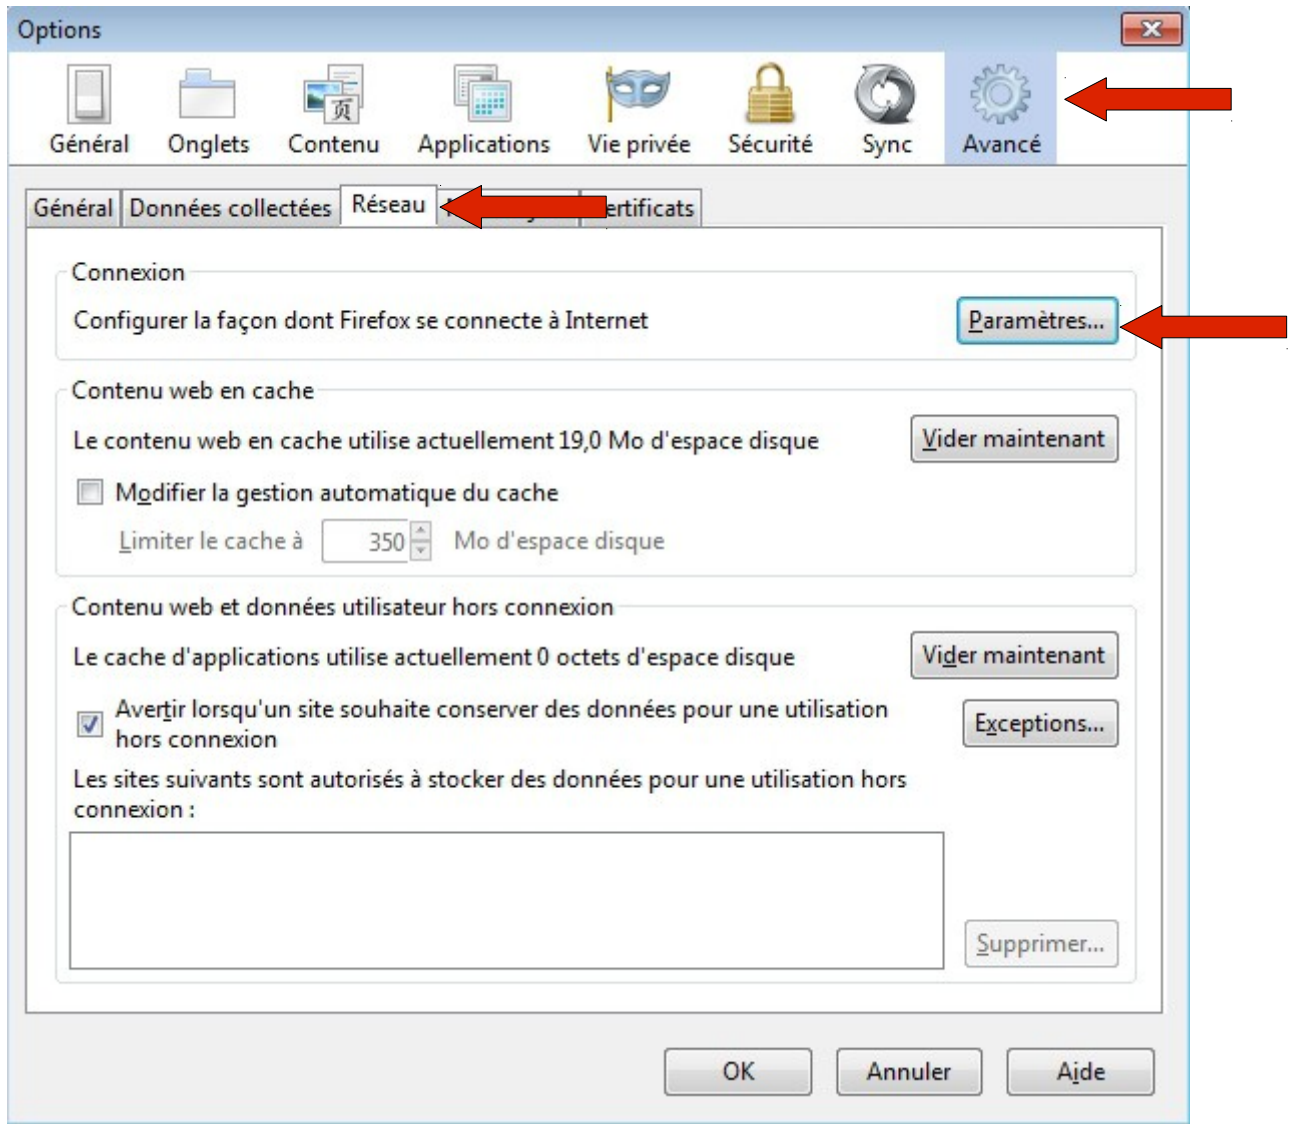 Options
Général Onglets Contenu Applications Vie privée Sécurité Sync Avancé
Général Données collectées Réseau
Connexion
Configurer la façon dont Firefox se connecte à Internet Paramètres...
Contenu web en cache
Le contenu web en cache utilise actuellement 19,0 Mo d'espace disque Vider maintenant
Modifier la gestion automatique du cache
Limiter le cache à 350 Mo d'espace disque
Contenu web et données utilisateur hors connexion
Le cache d'applications utilise actuellement 0 octets d'espace disque Vider maintenant
Avertir lorsqu'un site souhaite conserver des données pour une utilisation
hors connexion
Exceptions...
Les sites suivants sont autorisés à stocker des données pour une utilisation hors
connexion :
Supprimer...
OK Annuler Aide